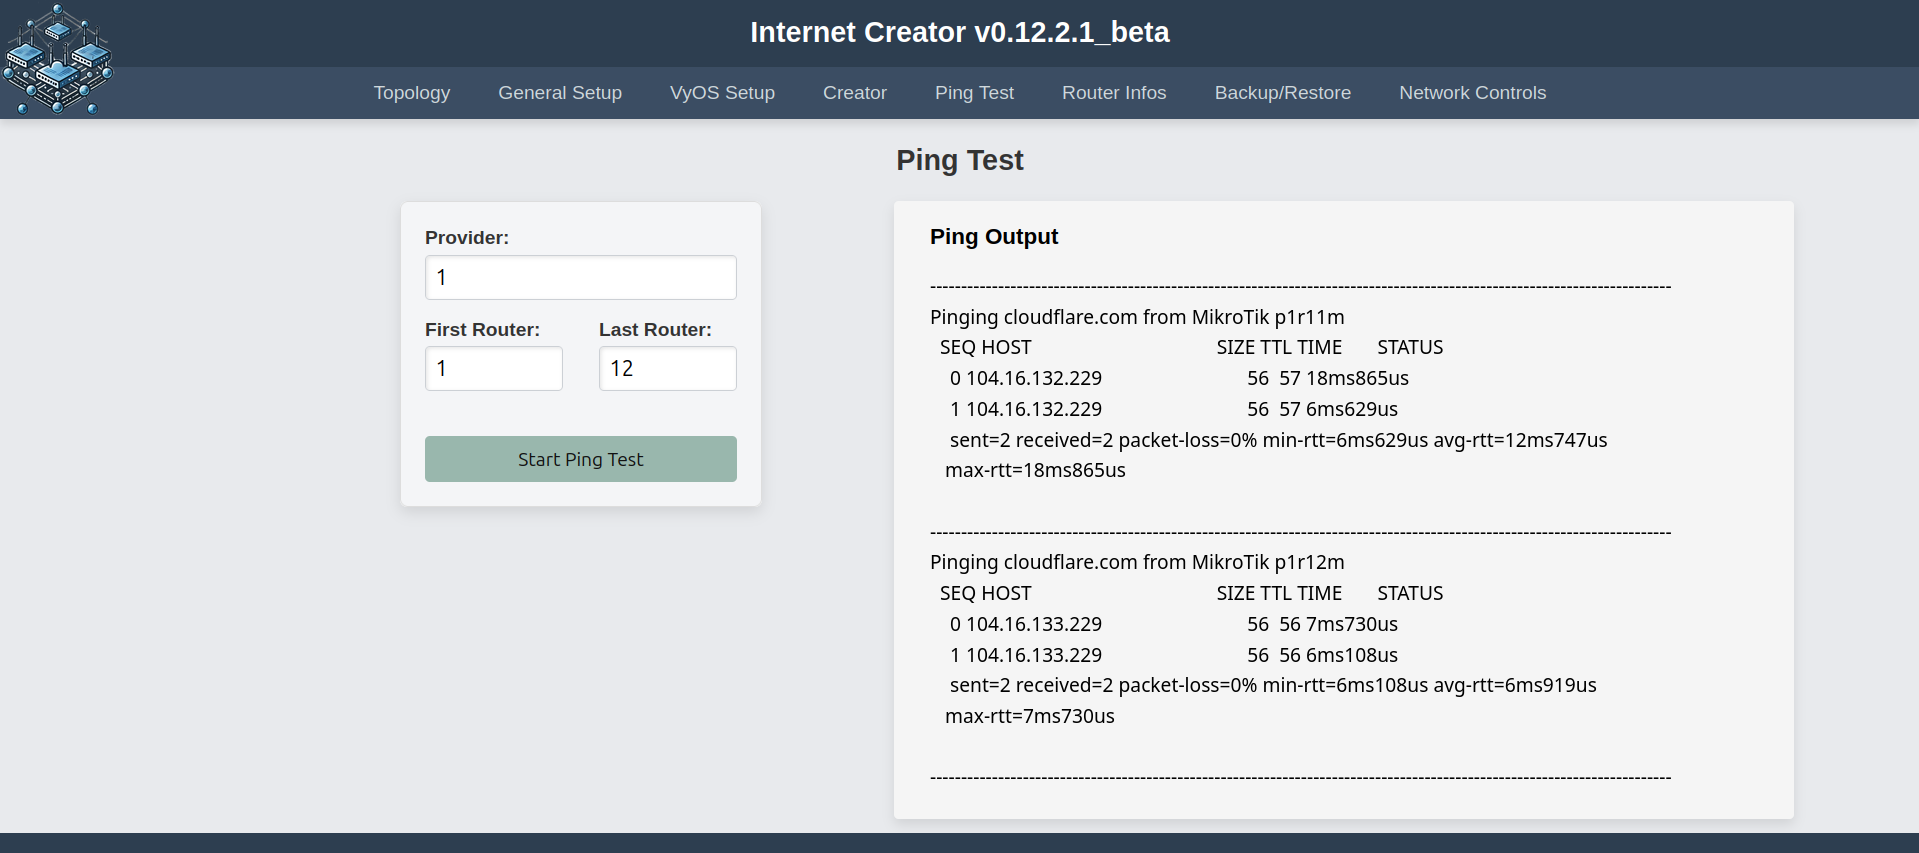 Internet Creator v0.12.2.1_beta
Topology General Setup VyOS Setup Creator Ping Test Router Infos Backup/Restore Network Controls
Ping Test
Provider:
1
First Router: Last Router:
1 12
Start Ping Test
Ping Output
------------------------------------------------------------------------------------------------------------------------
Pinging cloudflare.com from MikroTik p1r11m
SEQ HOST SIZE TTL TIME STATUS
0 104.16.132.229 56 57 18ms865us
1 104.16.132.229 56 57 6ms629us
sent=2 received=2 packet-loss=0% min-rtt=6ms629us avg-rtt=12ms747us
max-rtt=18ms865us
------------------------------------------------------------------------------------------------------------------------
Pinging cloudflare.com from MikroTik p1r12m
SEQ HOST SIZE TTL TIME STATUS
0 104.16.133.229 56 56 7ms730us
1 104.16.133.229 56 56 6ms108us
sent=2 received=2 packet-loss=0% min-rtt=6ms108us avg-rtt=6ms919us
max-rtt=7ms730us
------------------------------------------------------------------------------------------------------------------------